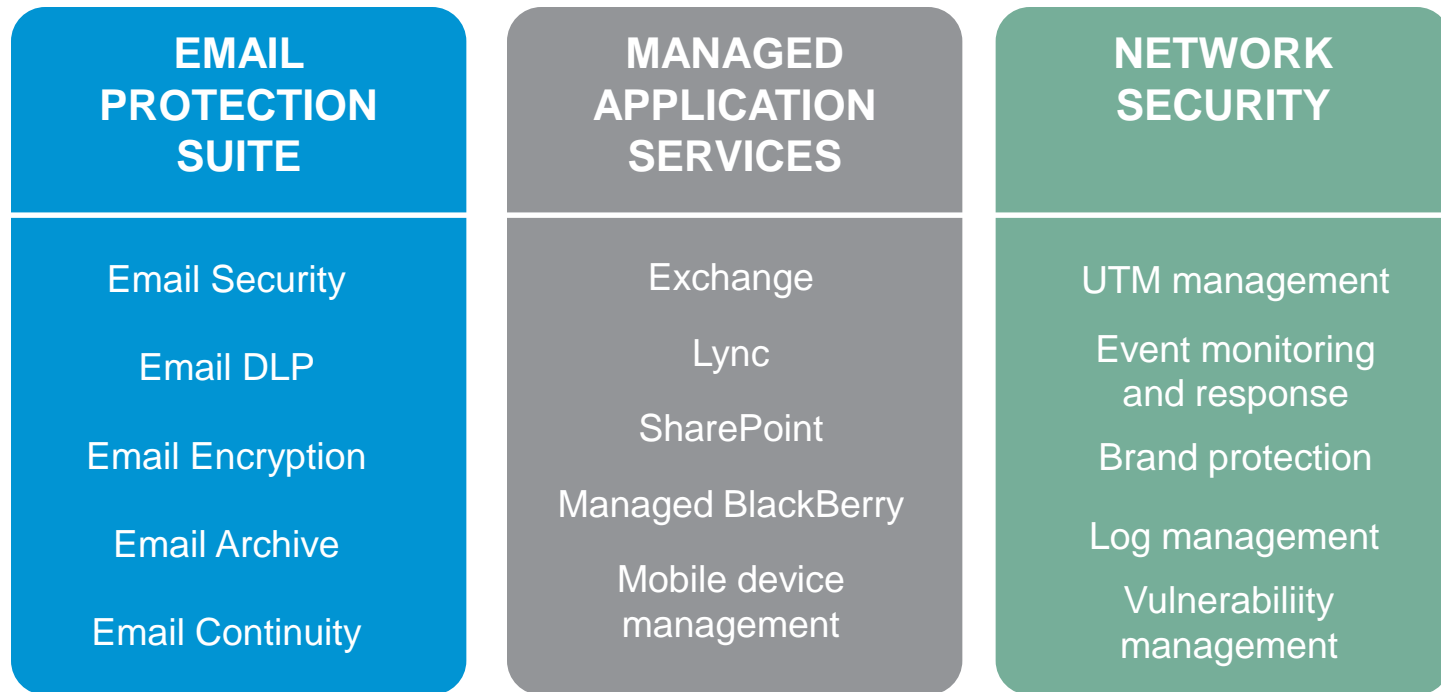 EMAIL
PROTECTION
SUITE
Email Security
Email DLP
Email Encryption
Email Archive
Email Continuity
MANAGED
APPLICATION
SERVICES
Exchange
Lync
SharePoint
Managed BlackBerry
Mobile device
management
NETWORK
SECURITY
UTM management
Event monitoring
and response
Brand protection
Log management
Vulnerabiliity
management